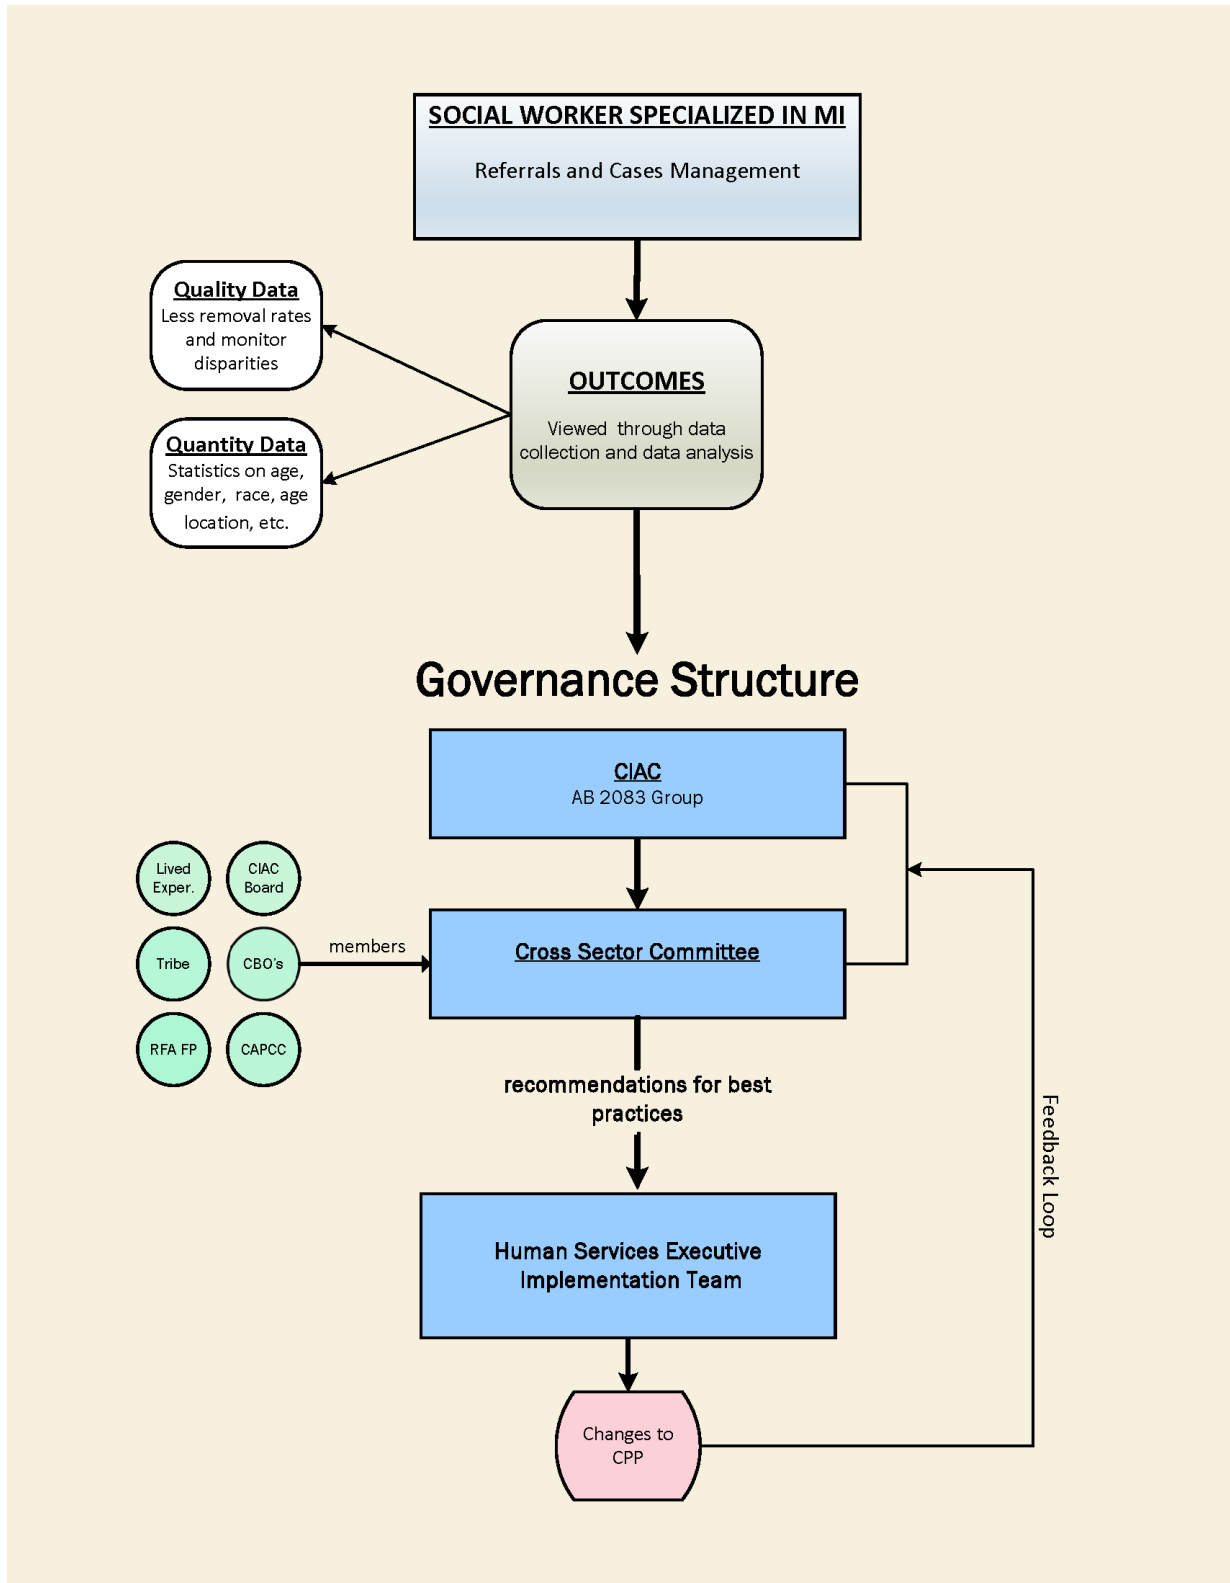 SOCIAL WORKER SPECIALIZED IN MI
Referrals and Cases Management
Quality Data
Less removal rates
and monitor
disparities
OUTCOMES
Viewed through data
collection and data analysis
Quantity Data
Statistics on age,
gender, race, age
location, etc.
Governance Structure
CIAC
AB 2083 Group
Lived
Exper.
CIAC
Board
Tribe
CBO's
members
Cross Sector Committee
RFA FP
CAPCC
recommendations for best
practices
Feedback Loop
Human Services Executive
Implementation Team
Changes to
CPP